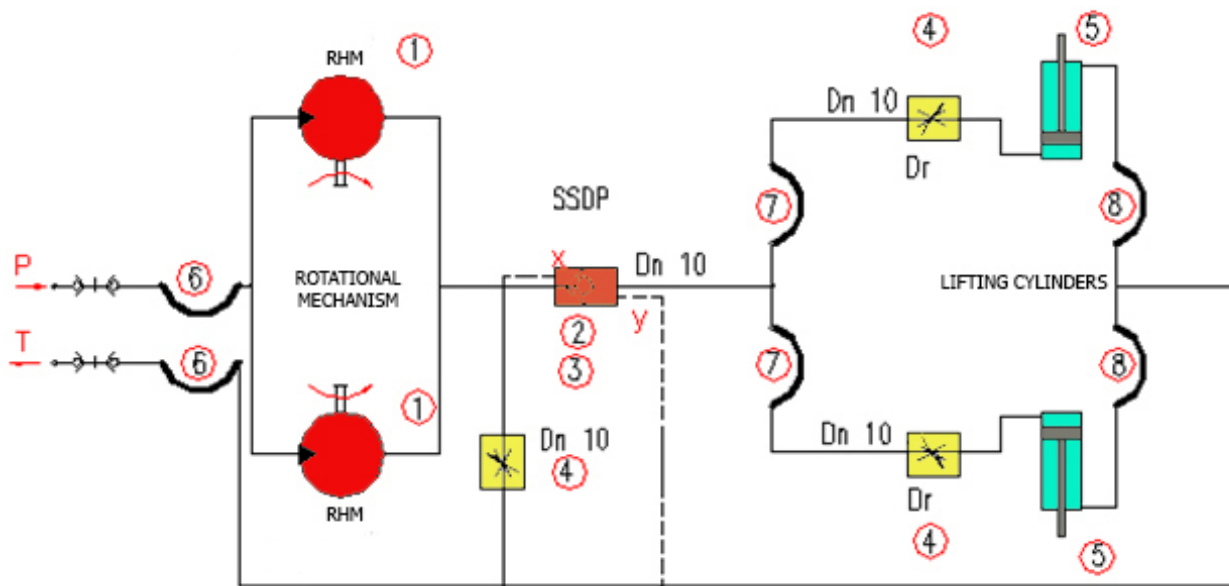 RHM
1
4
5
Dn 10
Dr
SSDP
7
8
P
6
ROTATIONAL
MECHANISM
x
Dn 10
LIFTING CYLINDERS
y
2
T
6
3
7
8
1
Dn 10
4
Dn 10
Dr
RHM
4
5